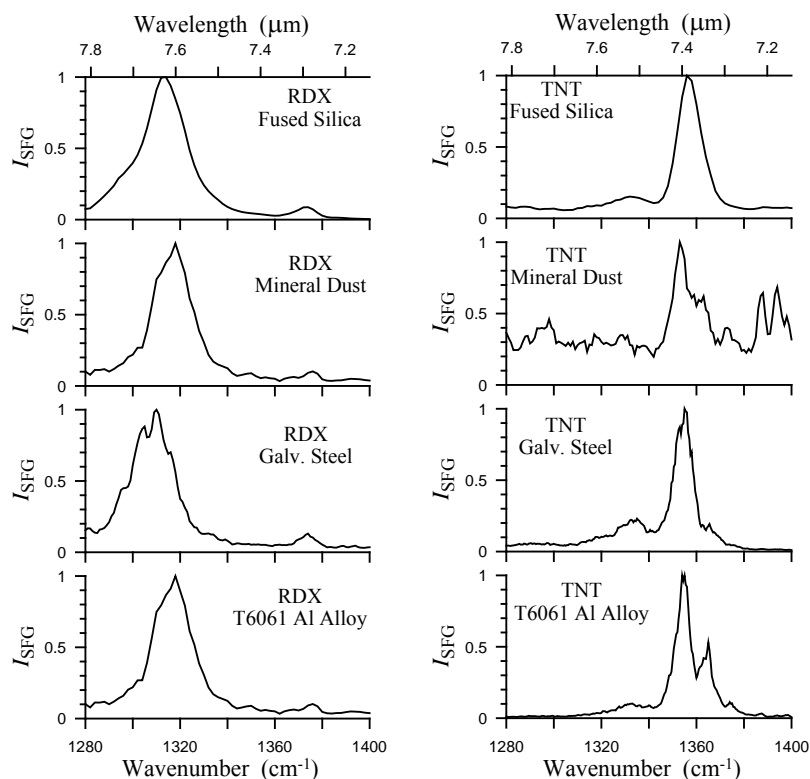 Wavelength (μm)
7.8 7.6 7.4 7.2
1
0.5
0
I_SFG
RDX
Fused Silica
1
0.5
0
I_SFG
RDX
Mineral Dust
1
0.5
0
I_SFG
RDX
Galv. Steel
1
0.5
0
I_SFG
RDX
T6061 Al Alloy
1280 1320 1360 1400
Wavenumber (cm⁻¹)
Wavelength (μm)
7.8 7.6 7.4 7.2
1
0.5
0
I_SFG
TNT
Fused Silica
1
0.5
0
I_SFG
TNT
Mineral Dust
1
0.5
0
I_SFG
TNT
Galv. Steel
1
0.5
0
I_SFG
TNT
T6061 Al Alloy
1280 1320 1360 1400
Wavenumber (cm⁻¹)